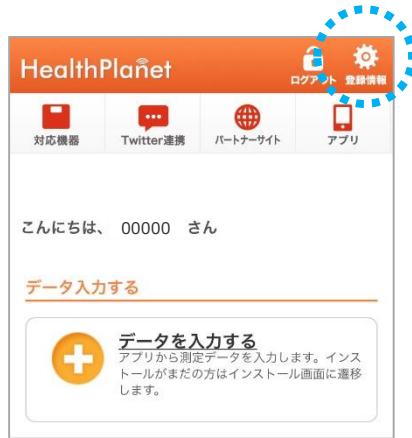 HealthPlanet
ログアウト 登録情報
対応機器 Twitter連携 パートナーサイト アプリ
こんにちは、 00000 さん
データ入力する
データを入力する
アプリから測定データを入力します。インス
トールがまだの方はインストール画面に遷移
します。